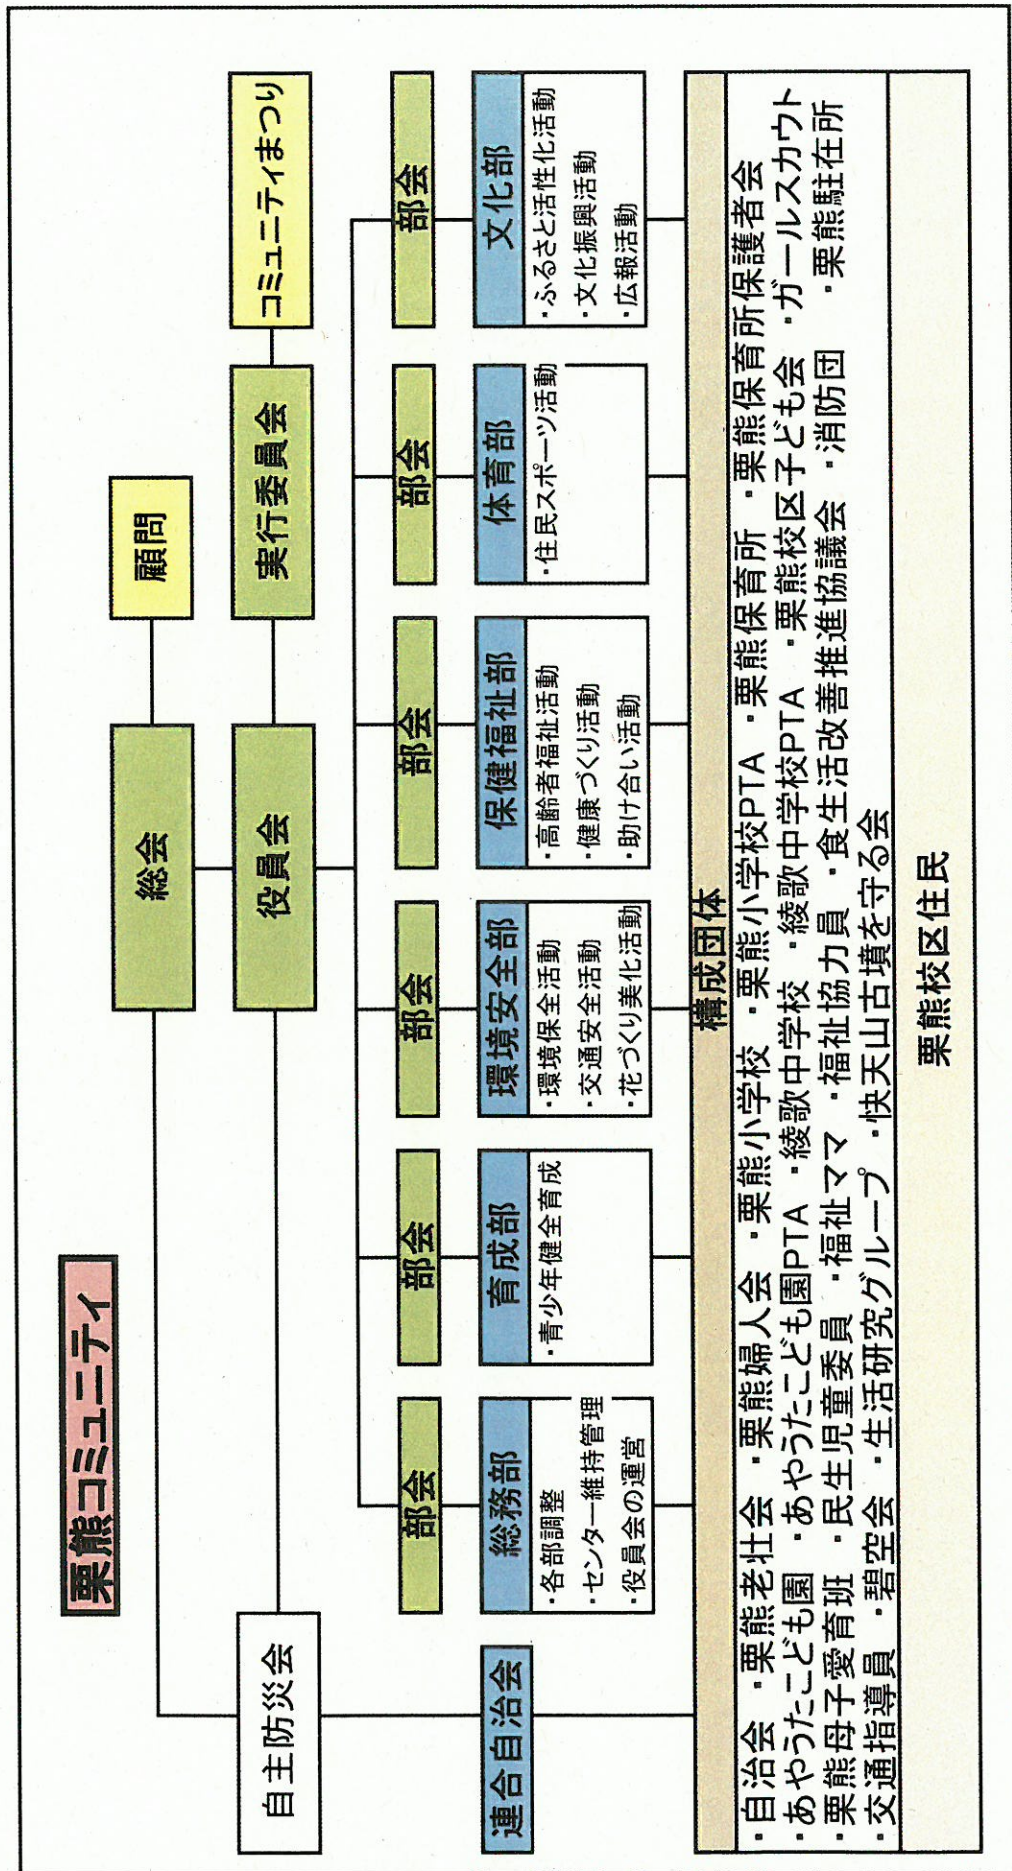 栗熊コミュニティ
総会
顧問
自主防災会
役員会
実行委員会
コミュニティまつり
部会
部会
部会
部会
部会
部会
連合自治会
総務部
・各部調整
・センター維持管理
・役員会の運営
育成部
・青少年健全育成
環境安全部
・環境保全活動
・交通安全活動
・花づくり美化活動
保健福祉部
・高齢者福祉活動
・健康づくり活動
・助け合い活動
体育部
・住民スポーツ活動
文化部
・ふるさと活性化活動
・文化振興活動
・広報活動
構成団体
・自治会 ・栗熊老壮会 ・栗熊婦人会 ・栗熊小学校 ・栗熊小学校PTA ・栗熊保育所 ・栗熊保育所保護者会
・あやうたこども園 ・あやうたこども園PTA ・綾歌中学校 ・綾歌中学校PTA ・栗熊校区子ども会 ・ガールスカウト
・栗熊母子愛育班 ・民生児童委員 ・福祉ママ ・福祉協力員 ・食生活改善推進協議会 ・消防団 ・栗熊駐在所
・交通指導員 ・碧空会 ・生活研究グループ ・快天山古墳を守る会
栗熊校区住民